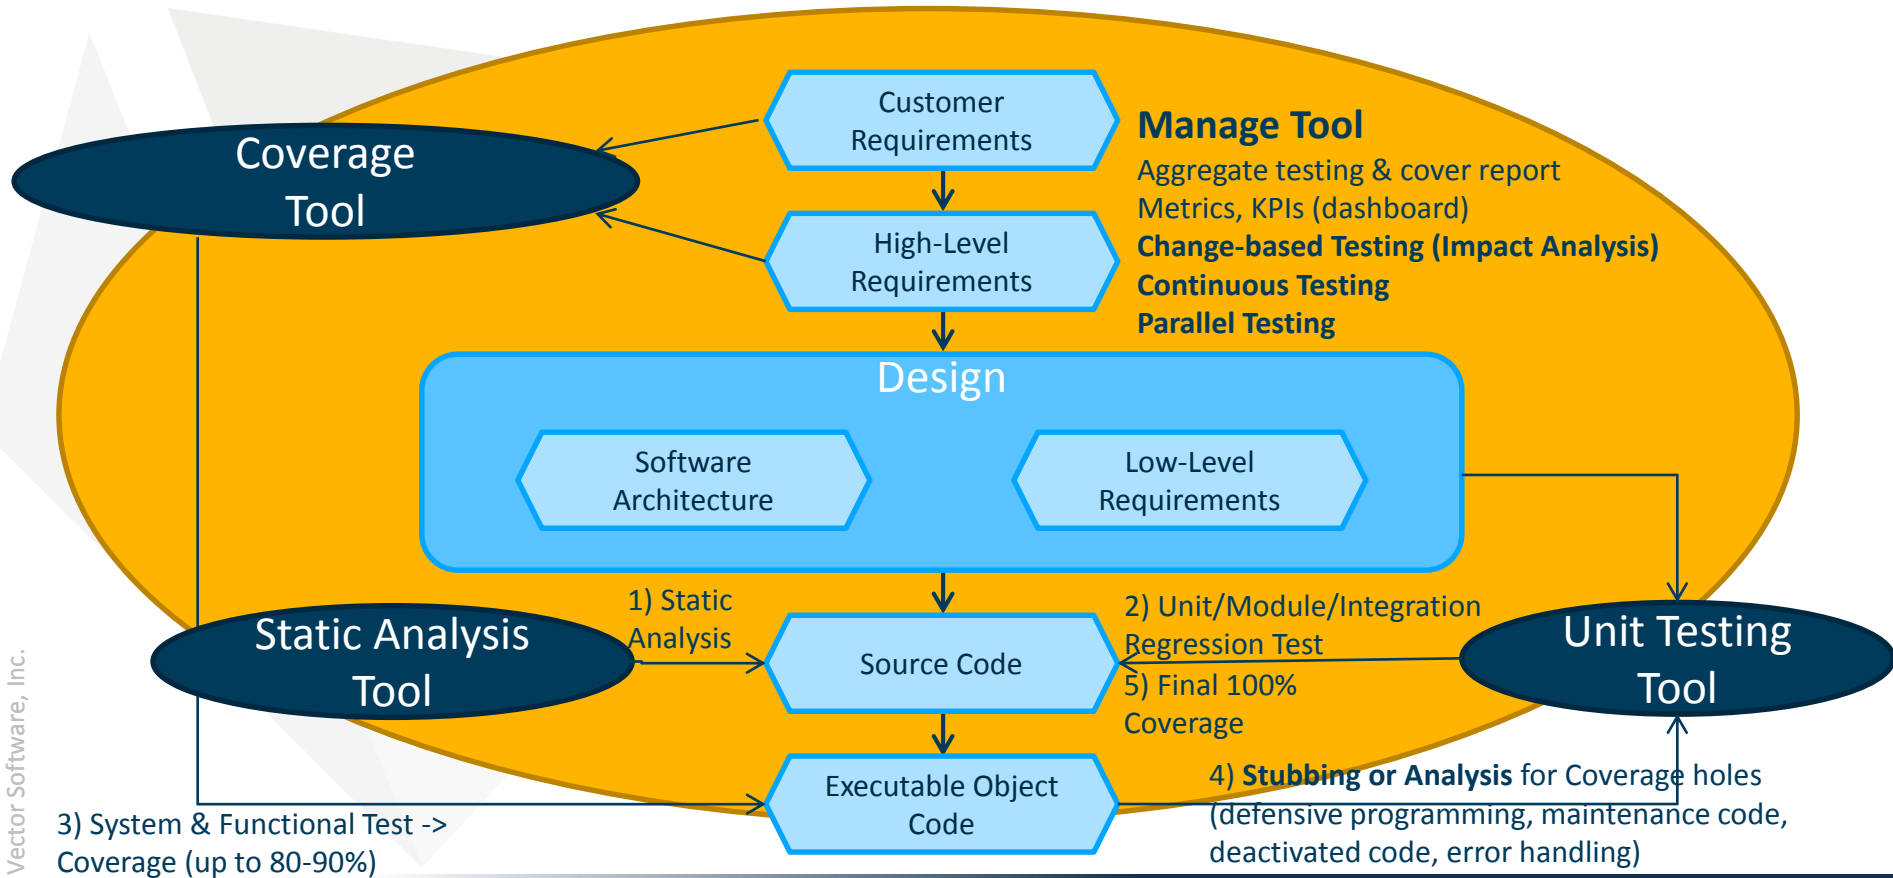 Customer
Requirements
Manage Tool
Aggregate testing & cover report
Metrics, KPIs (dashboard)
Change-based Testing (Impact Analysis)
Continuous Testing
Parallel Testing
Coverage
Tool
High-Level
Requirements
Design
Software
Architecture
Low-Level
Requirements
1) Static
Analysis
2) Unit/Module/Integration
Regression Test
Static Analysis
Tool
Source Code
Unit Testing
Tool
5) Final 100%
Coverage
Executable Object
Code
4) Stubbing or Analysis for Coverage holes
(defensive programming, maintenance code,
deactivated code, error handling)
3) System & Functional Test ->
Coverage (up to 80-90%)
Vector Software, Inc.